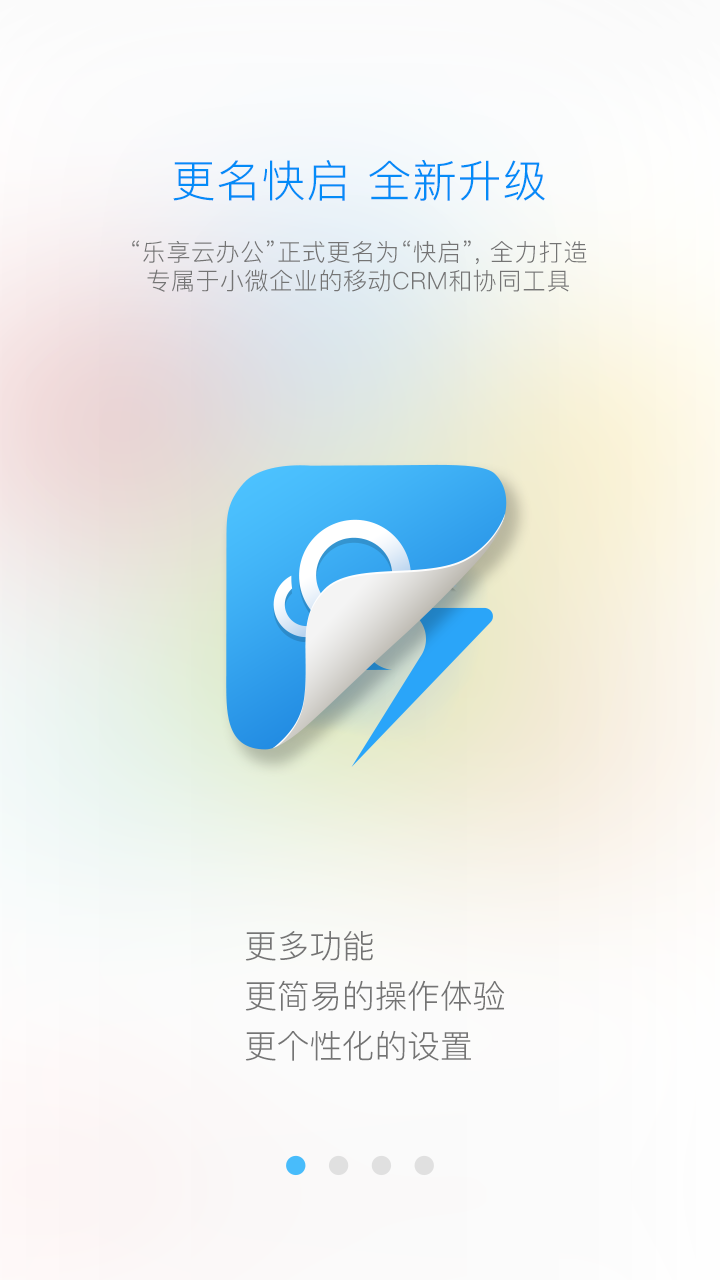 更名快启 全新升级
“乐享云办公”正式更名为“快启”, 全力打造
专属于小微企业的移动CRM和协同工具
更多功能
更简易的操作体验
更个性化的设置